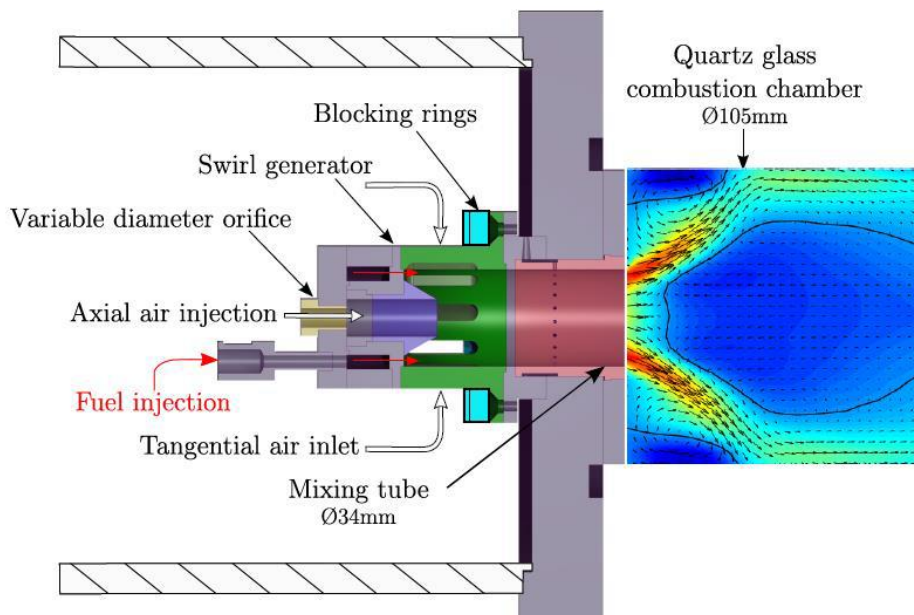 Quartz glass
combustion chamber
Ø105mm
Blocking rings
Swirl generator
Variable diameter orifice
Axial air injection
Fuel injection
Tangential air inlet
Mixing tube
Ø34mm